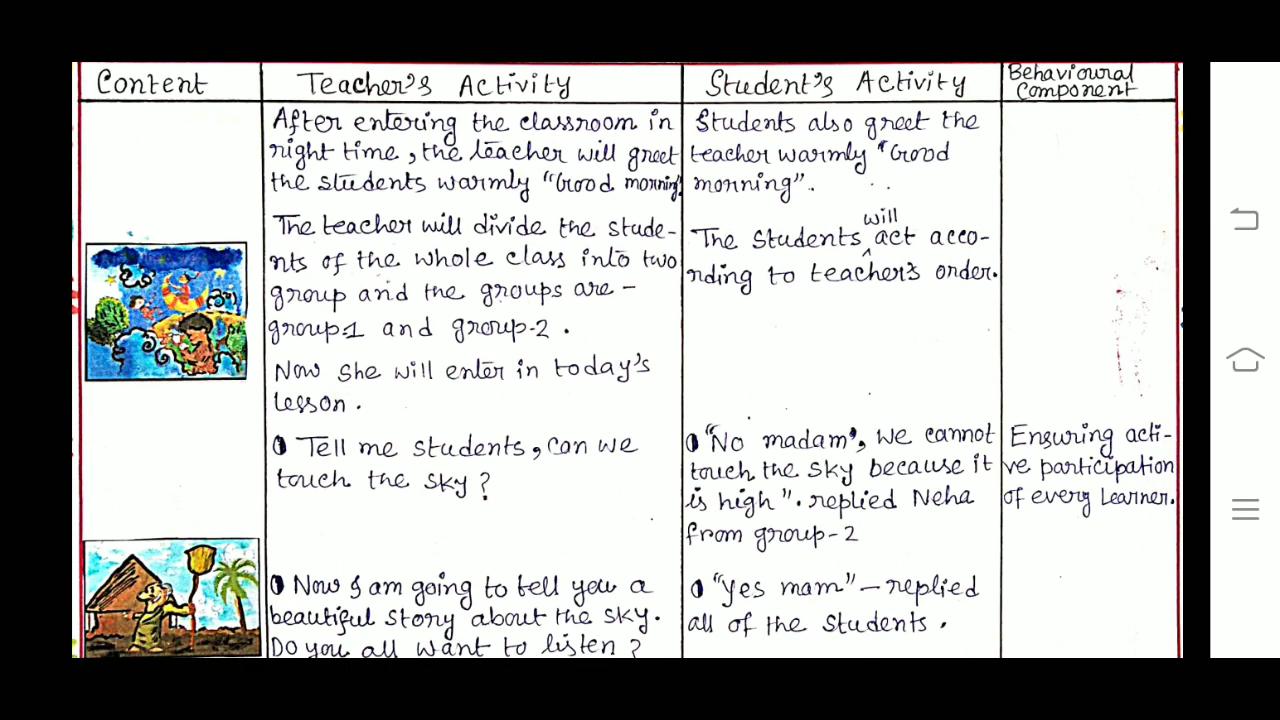 Content
Teacher's Activity
Student's Activity
Behavioural
Component
After entering the classroom in
right time, the teacher will greet
the students warmly "Good morning"
The teacher will divide the stude-
nts of the whole class into two
group and the groups are -
group-1 and group-2.
Now she will enter in today's
lesson.
Tell me students, can we
touch the sky?
Now I am going to tell you a
beautiful story about the sky.
Do you all want to listen?
Students also greet the
teacher warmly "Good
morning".
will
The students act acco-
rding to teacher's order.
"No madam", we cannot
touch the sky because it
is high". replied Neha
from group-2
"Yes mam" - replied
all of the students.
Ensuring acti-
ve participation
of every Learner.